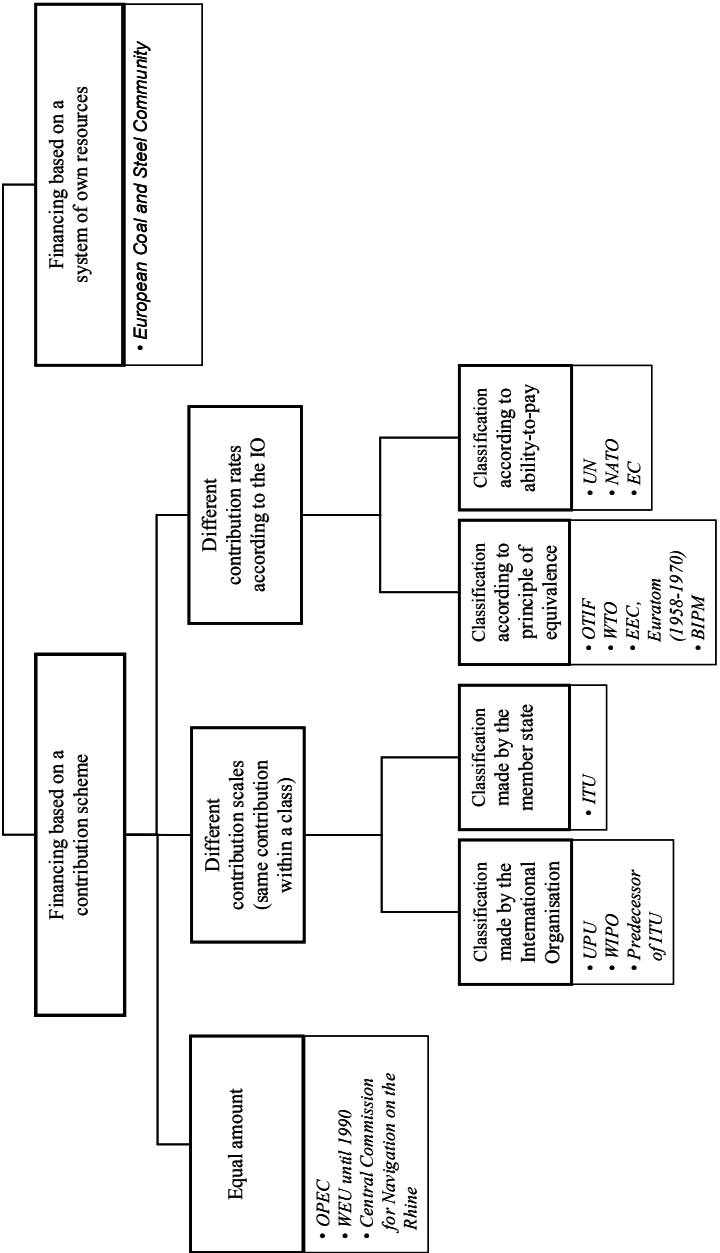 Financing based on a
contribution scheme
Financing based on a
system of own resources
• European Coal and Steel Community
Equal amount
• OPEC
• WEU until 1990
• Central Commission
for Navigation on the
Rhine
Different
contribution scales
(same contribution
within a class)
Different
contribution rates
according to the IO
Classification
made by the
International
Organisation
• UPU
• WIPO
• Predecessor
of ITU
Classification
made by the
member state
• ITU
Classification
according to
principle of
equivalence
• OTIF
• WTO
• EEC,
Euratom
(1958-1970)
• BIPM
Classification
according to
ability-to-pay
• UN
• NATO
• EC